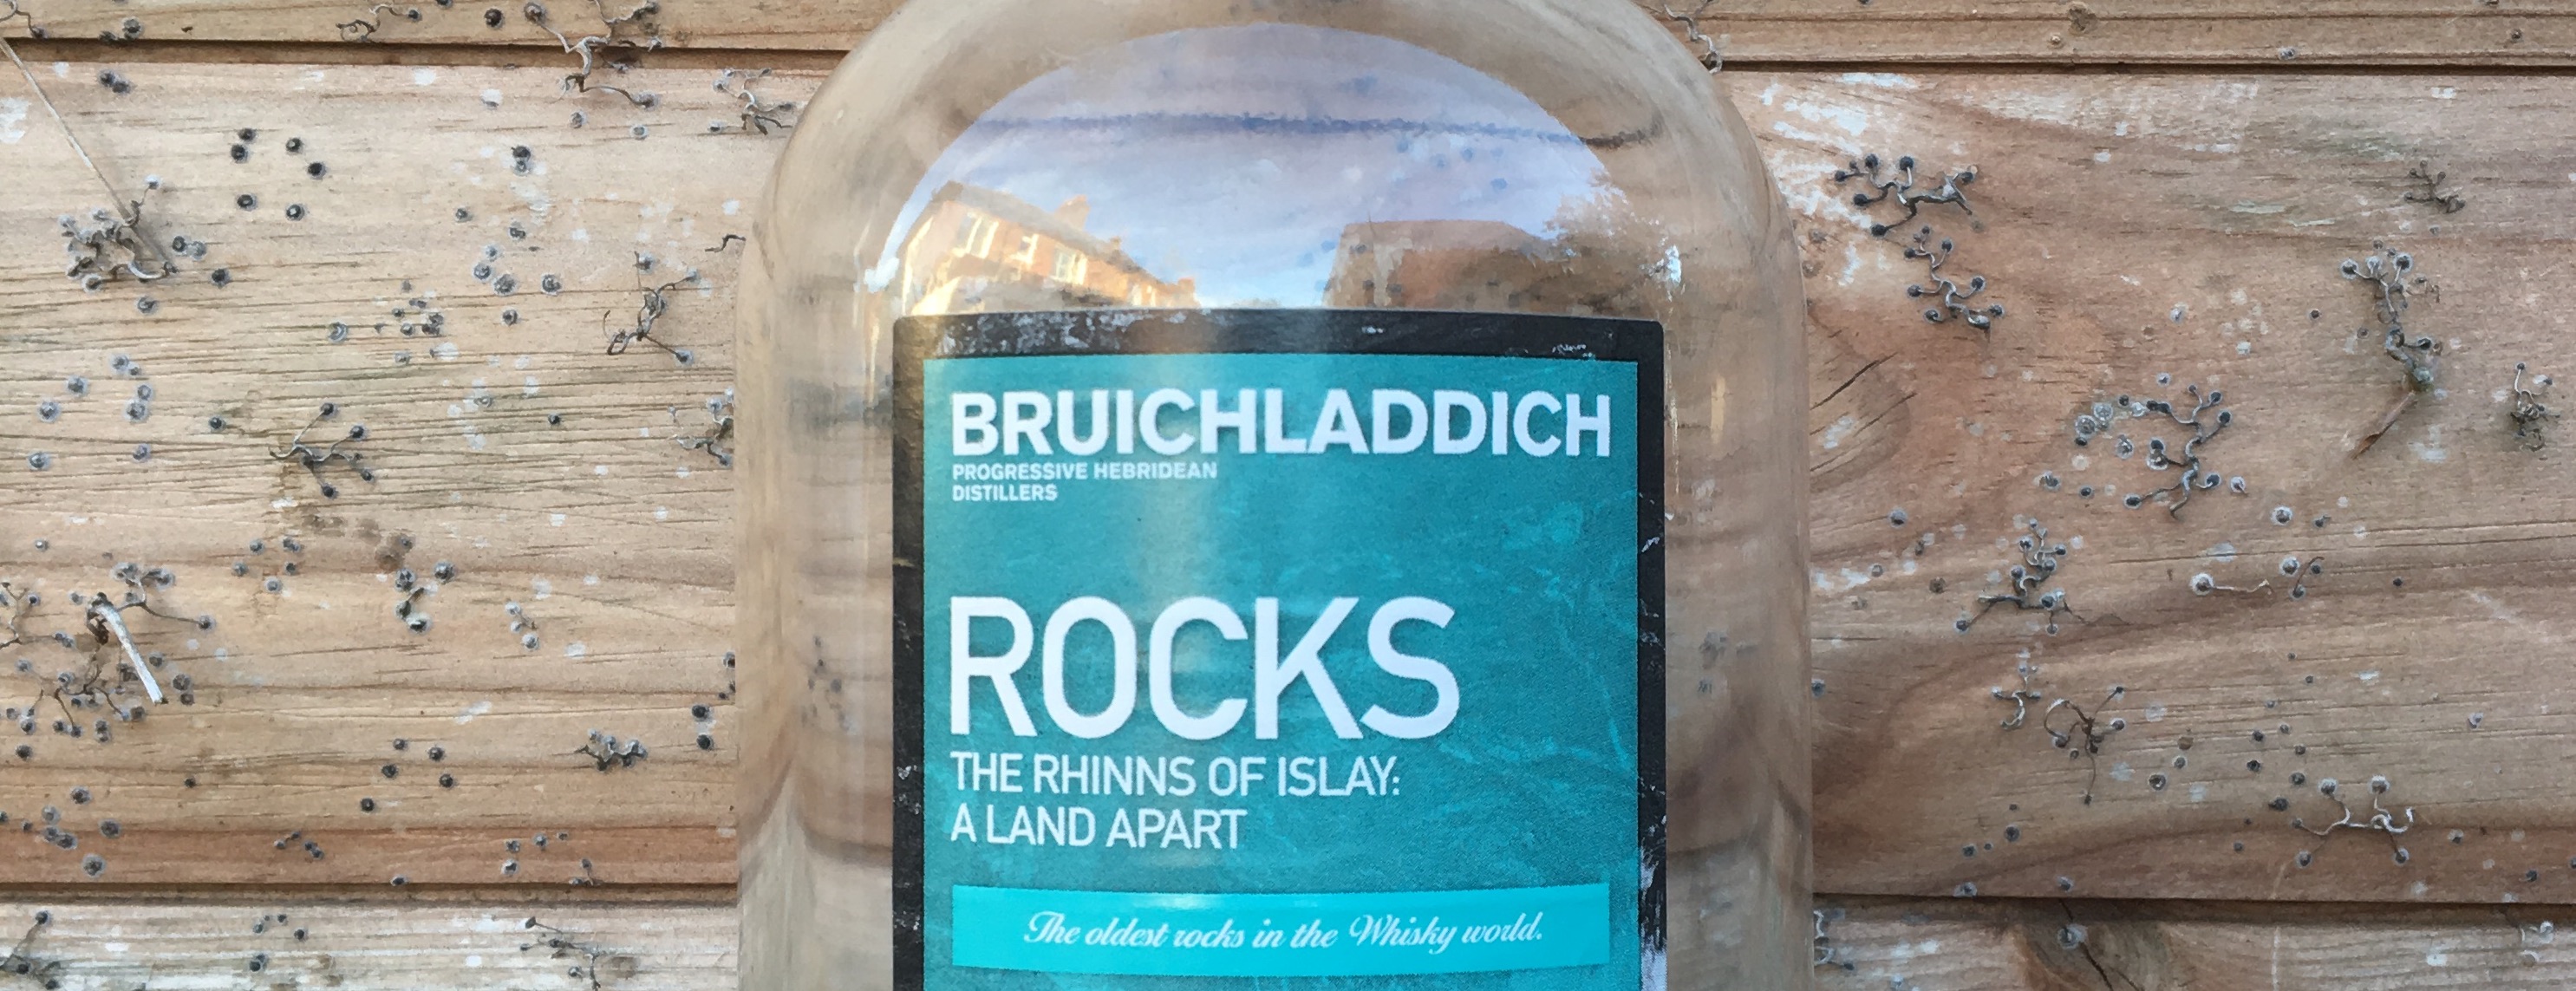 BRUICHLADDICH
PROGRESSIVE HEBRIDEAN
DISTILLERS
ROCKS
THE RHINNS OF ISLAY:
A LAND APART
The oldest rocks in the Whisky world.